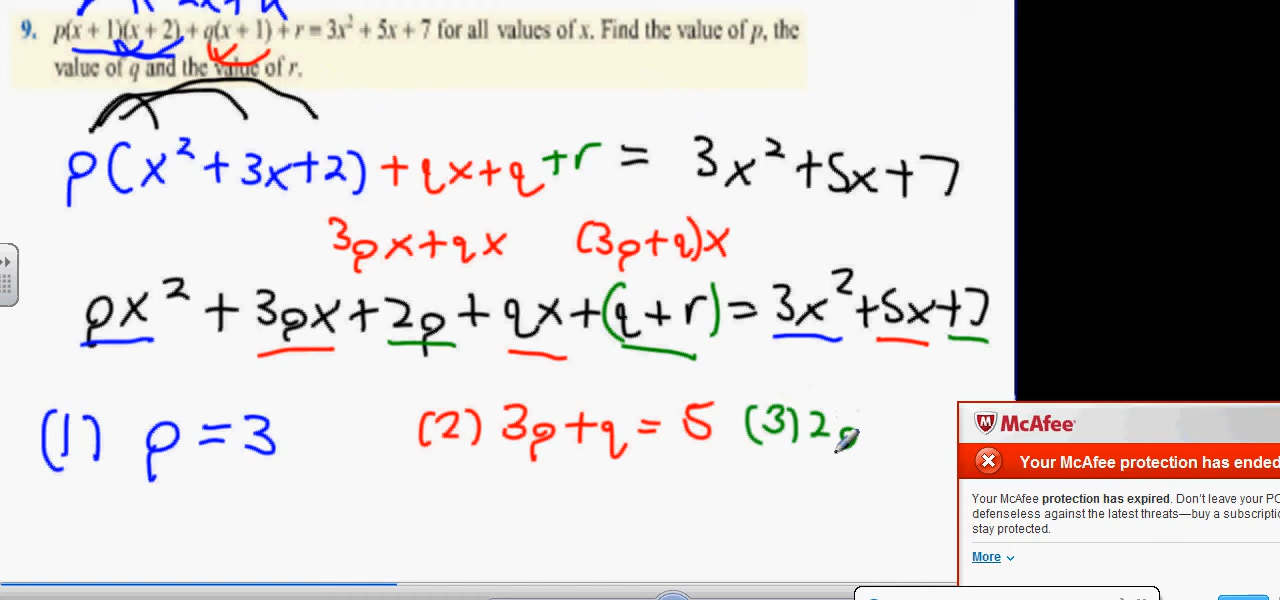 9. p(x + 1)(x + 2) + q(x + 1) + r = 3x² + 5x + 7 for all values of x. Find the value of p, the
value of q and the value of r.
p(x² + 3x + 2) + qx + q + r = 3x² + 5x + 7
3px + qx (3p + q)x
px² + 3px + 2p + qx + (q + r) = 3x² + 5x + 7
(1) p = 3 (2) 3p + q = 5 (3) 2p
McAfee
Your McAfee protection has ended
Your McAfee protection has expired. Don't leave your PC
defenseless against the latest threats—buy a subscripti
stay protected.
More